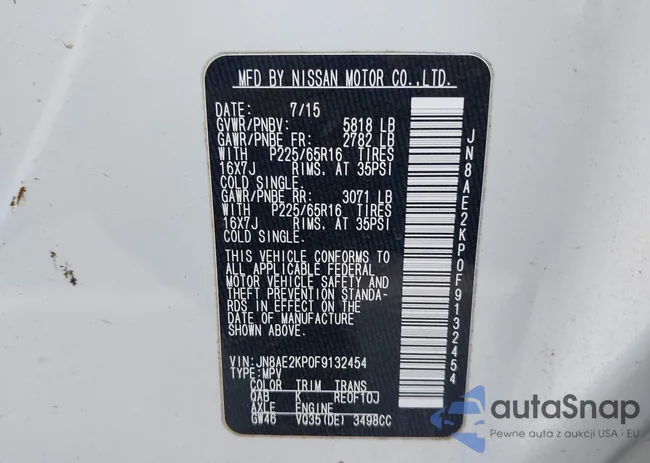 MFD BY NISSAN MOTOR CO.,LTD.
DATE: 7/15
GVWR/PNBV: 5818 LB
GAWR/PNBE FR: 2782 LB
WITH P225/65R16 TIRES
16X7J RIMS, AT 35PSI
COLD SINGLE.
GAWR/PNBE RR: 3071 LB
WITH P225/65R16 TIRES
16X7J RIMS, AT 35PSI
COLD SINGLE.
THIS VEHICLE CONFORMS TO
ALL APPLICABLE FEDERAL
MOTOR VEHICLE SAFETY AND
THEFT PREVENTION STANDA-
RDS IN EFFECT ON THE
DATE OF MANUFACTURE
SHOWN ABOVE.
VIN:JN8AE2KP0F9132454
TYPE:MPV
COLOR TRIM TRANS
QAB K RE0F10J
AXLE ENGINE
GW46 VQ35(DE) 3498CC
JN8AE2KP0F9132454
autaSnap
Pewne auta z aukcji USA · EU